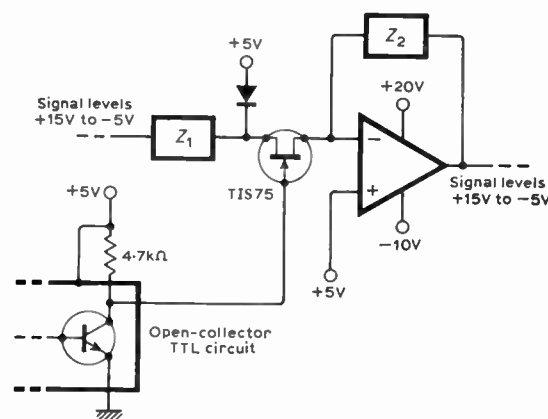 +5V
Z2
Signal levels
+15V to -5V
Z1
+20V
-
+
TIS75
Signal levels
+15V to -5V
-10V
+5V
+5V
4·7kΩ
Open-collector
TTL circuit